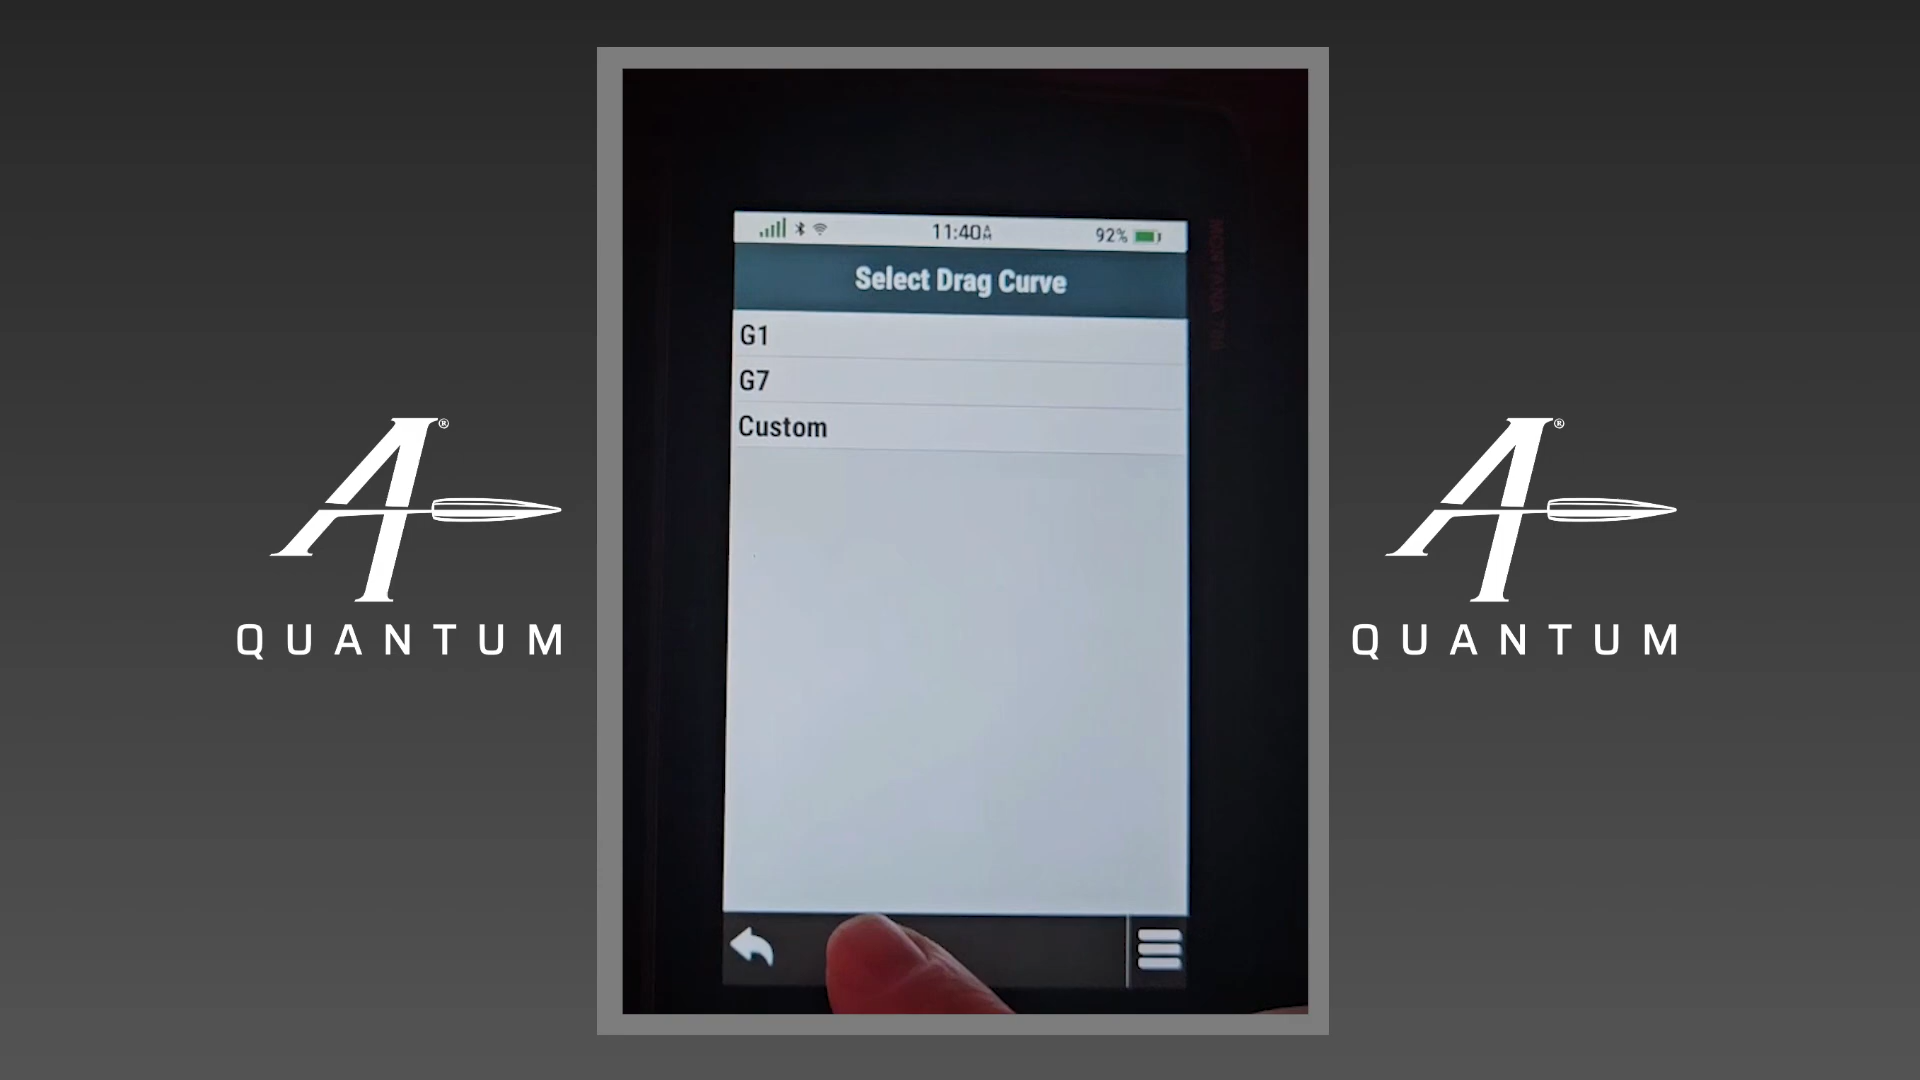 11:40A
92%
Select Drag Curve
G1
G7
Custom
A®
QUANTUM
A®
QUANTUM